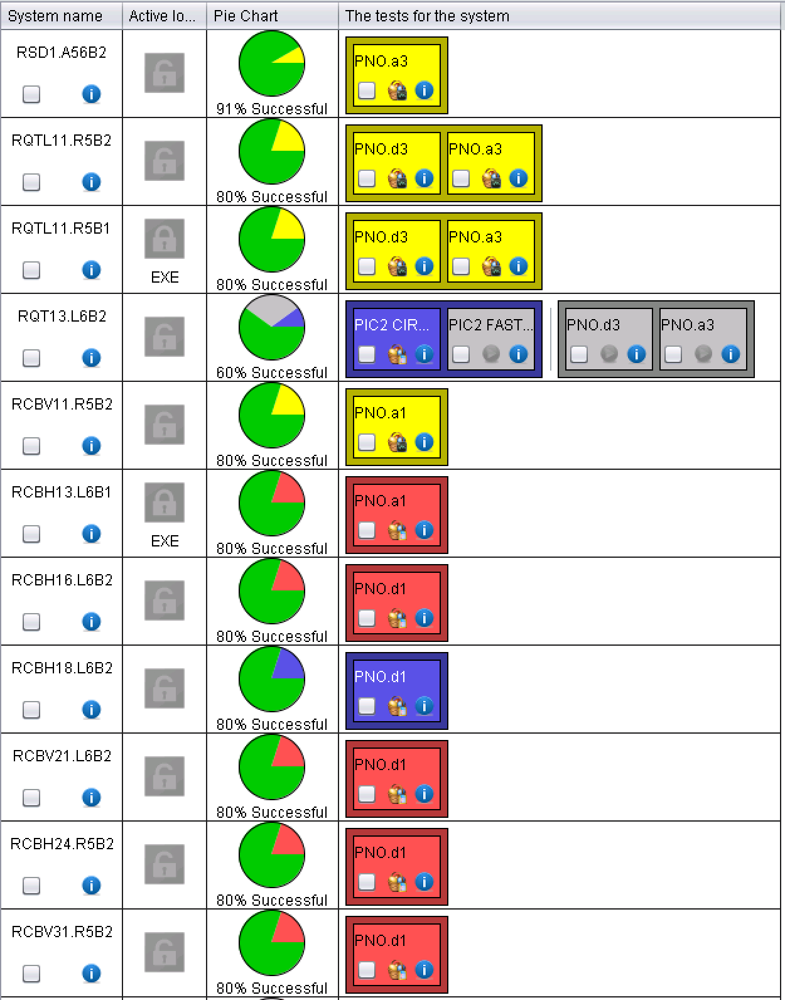 System name Active lo... Pie Chart The tests for the system
RSD1.A56B2
PNO.a3
91% Successful
RQTL11.R5B2
PNO.d3 PNO.a3
80% Successful
RQTL11.R5B1
PNO.d3 PNO.a3
EXE
80% Successful
RQT13.L6B2
PIC2 CIR... PIC2 FAST... PNO.d3 PNO.a3
60% Successful
RCBV11.R5B2
PNO.a1
80% Successful
RCBH13.L6B1
PNO.a1
EXE
80% Successful
RCBH16.L6B2
PNO.d1
80% Successful
RCBH18.L6B2
PNO.d1
80% Successful
RCBV21.L6B2
PNO.d1
80% Successful
RCBH24.R5B2
PNO.d1
80% Successful
RCBV31.R5B2
PNO.d1
80% Successful